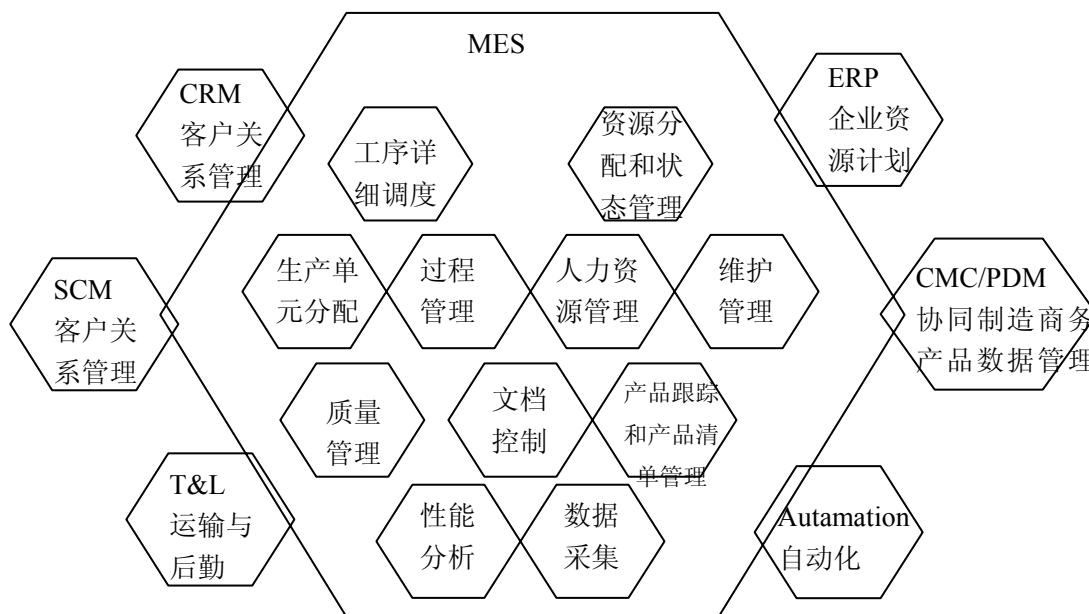 MES
CRM
客户关
系管理
ERP
企业资
源计划
工序详
细调度
资源分
配和状
态管理
SCM
客户关
系管理
生产单
元分配
过程
管理
人力资
源管理
维护
管理
CMC/PDM
协同制造商务
产品数据管理
质量
管理
文档
控制
产品跟踪
和产品清
单管理
T&L
运输与
后勤
性能
分析
数据
采集
Autamation
自动化